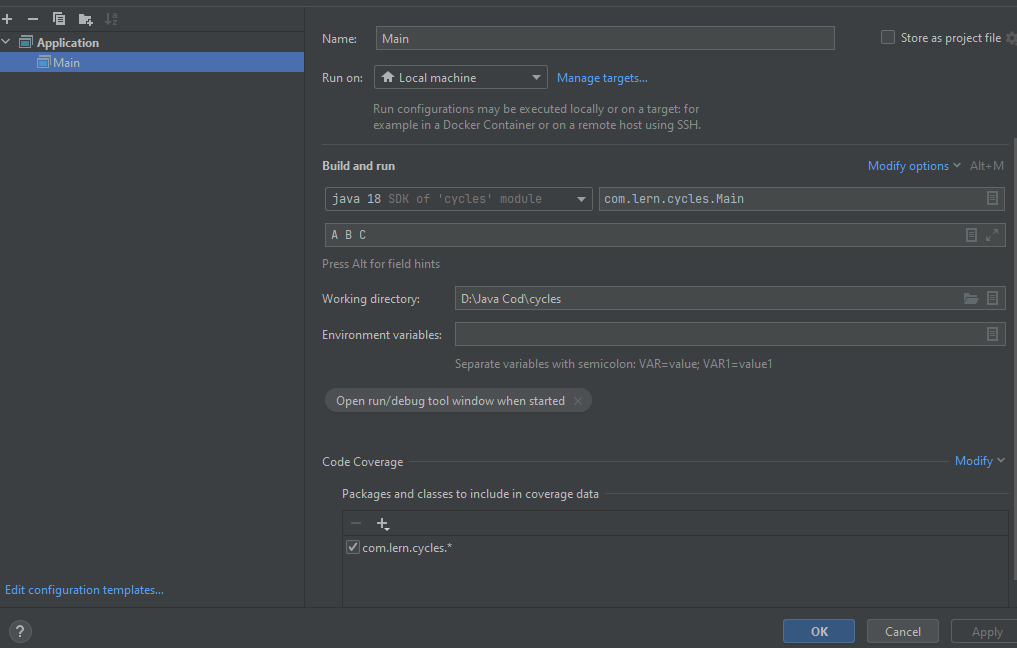 Application
Main
Edit configuration templates...
Name: Main Store as project file
Run on: Local machine Manage targets...
Run configurations may be executed locally or on a target: for
example in a Docker Container or on a remote host using SSH.
Build and run Modify options Alt+M
java 18 SDK of 'cycles' module com.lern.cycles.Main
A B C
Press Alt for field hints
Working directory: D:\Java Cod\cycles
Environment variables:
Separate variables with semicolon: VAR=value; VAR1=value1
Open run/debug tool window when started
Code Coverage Modify
Packages and classes to include in coverage data
com.lern.cycles.*
? OK Cancel Apply